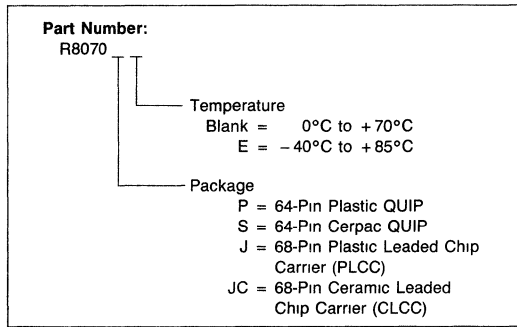 Part Number:
R8070 _ _
Temperature
Blank = 0°C to +70°C
E = –40°C to +85°C
Package
P = 64-Pin Plastic QUIP
S = 64-Pin Cerpac QUIP
J = 68-Pin Plastic Leaded Chip
Carrier (PLCC)
JC = 68-Pin Ceramic Leaded
Chip Carrier (CLCC)